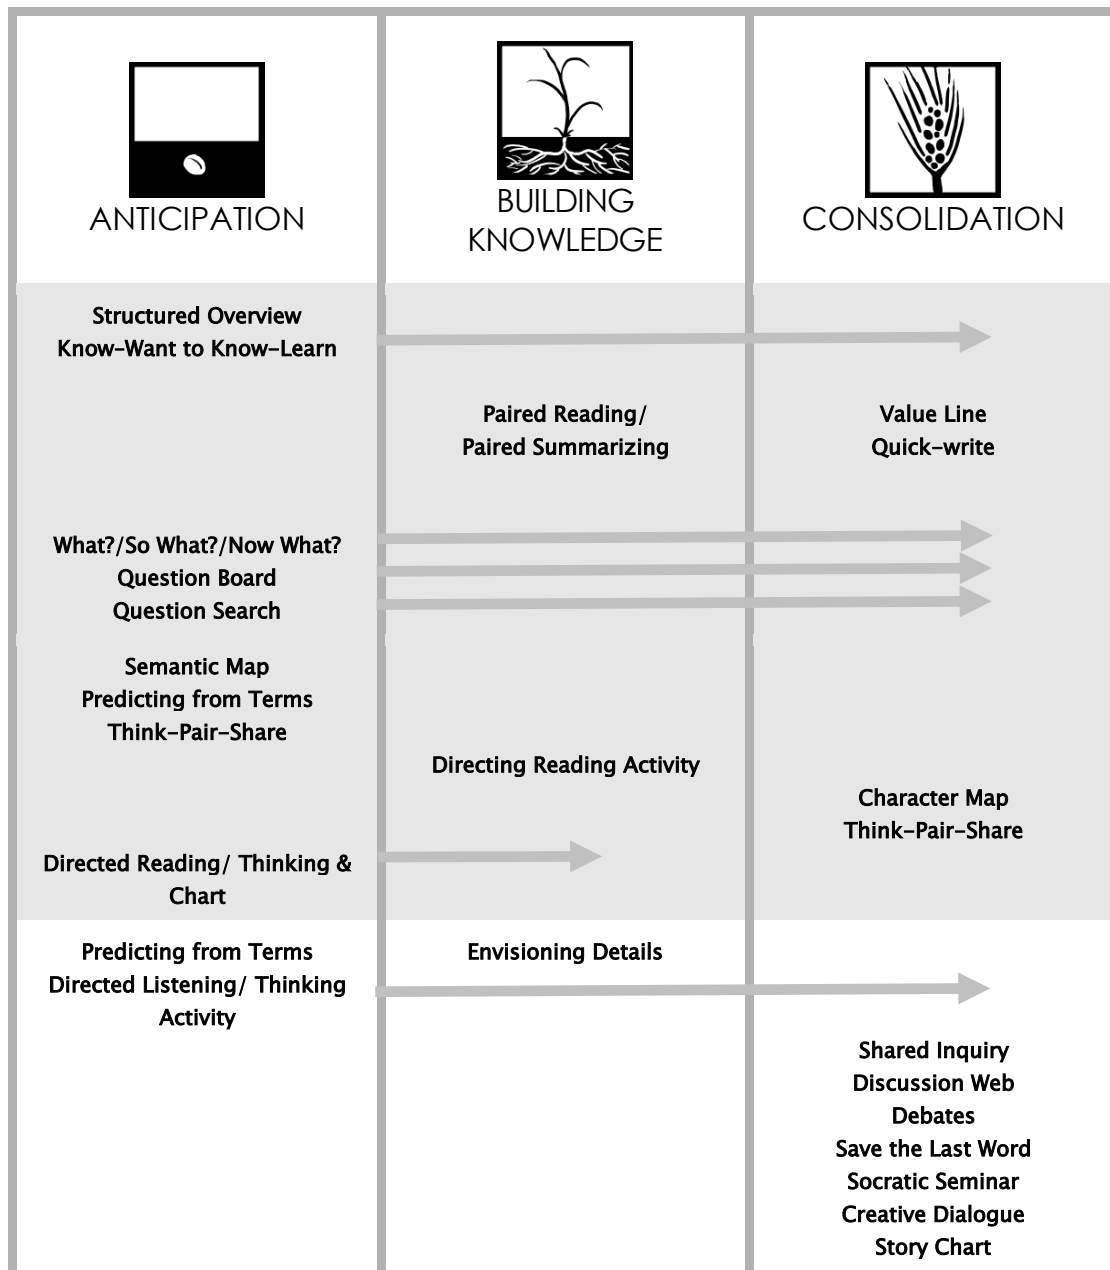 ANTICIPATION
BUILDING
KNOWLEDGE
CONSOLIDATION
Structured Overview
Know-Want to Know-Learn
Paired Reading/
Paired Summarizing
Value Line
Quick-write
What?/So What?/Now What?
Question Board
Question Search
Semantic Map
Predicting from Terms
Think-Pair-Share
Directing Reading Activity
Character Map
Think-Pair-Share
Directed Reading/ Thinking &
Chart
Predicting from Terms
Directed Listening/ Thinking
Activity
Envisioning Details
Shared Inquiry
Discussion Web
Debates
Save the Last Word
Socratic Seminar
Creative Dialogue
Story Chart